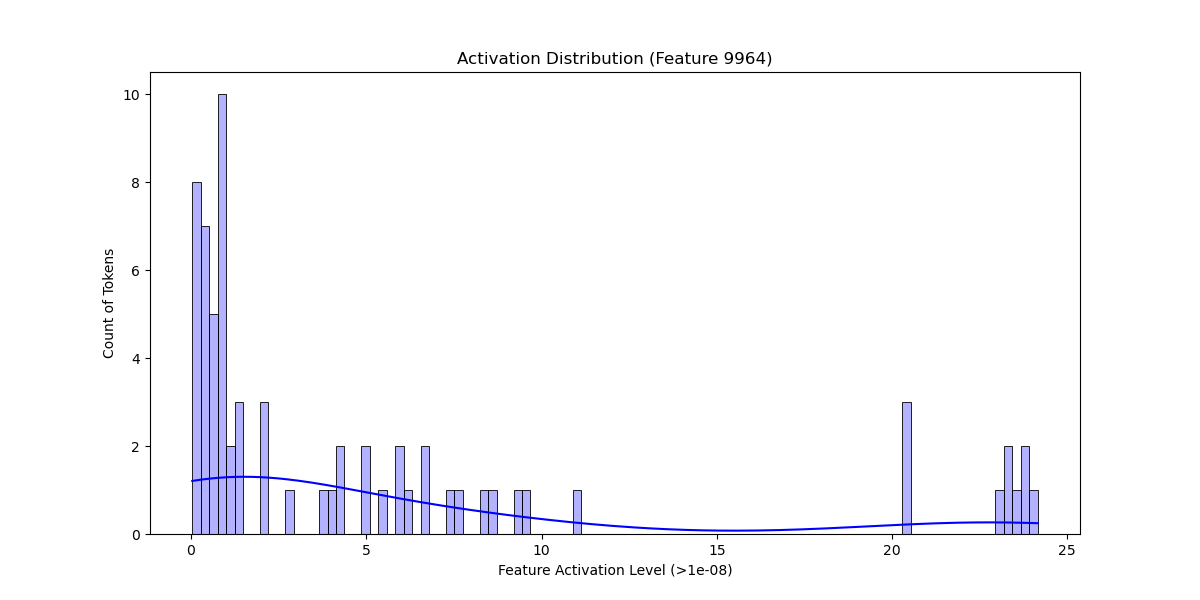 Activation Distribution (Feature 9964)
10
8
6
4
2
0
Count of Tokens
0 5 10 15 20 25
Feature Activation Level (>1e-08)